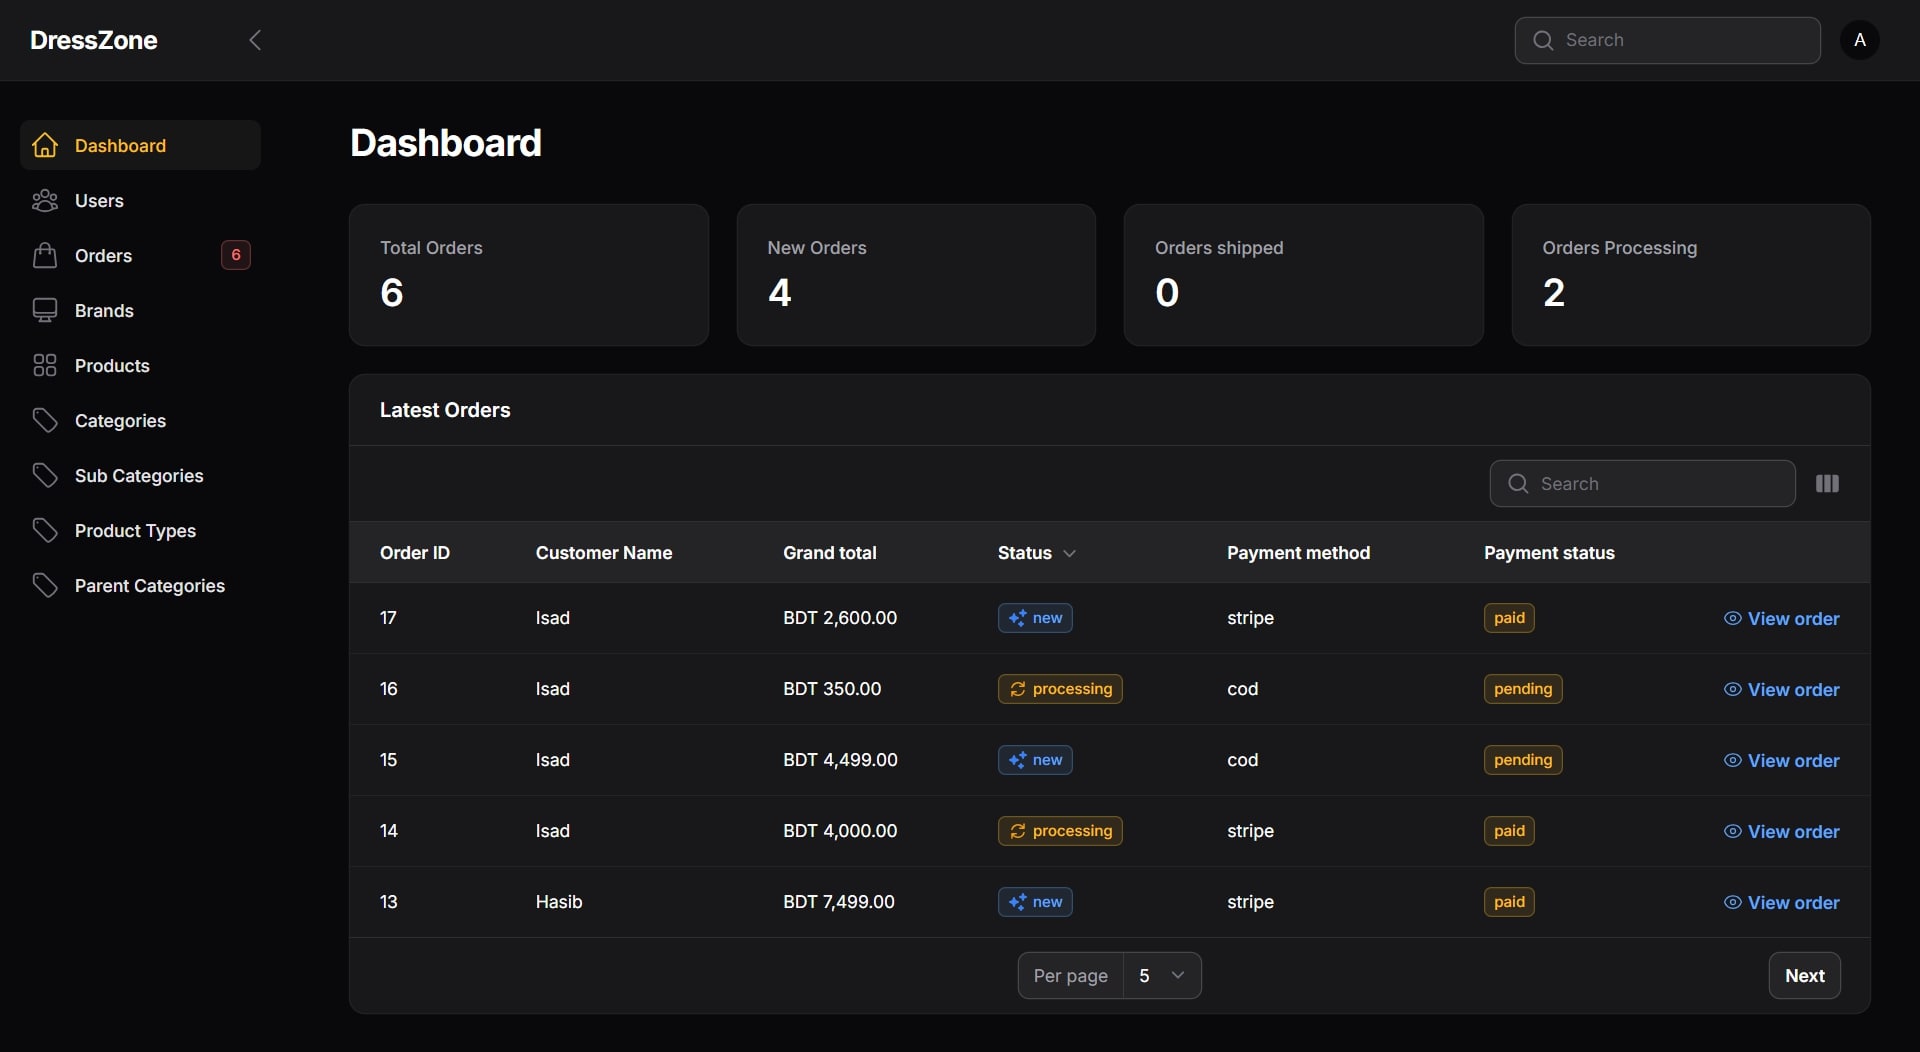 DressZone
Search
A
Dashboard
Users
Orders 6
Brands
Products
Categories
Sub Categories
Product Types
Parent Categories
Dashboard
Total Orders
6
New Orders
4
Orders shipped
0
Orders Processing
2
Latest Orders
Search
Order ID Customer Name Grand total Status Payment method Payment status
17 Isad BDT 2,600.00 new stripe paid View order
16 Isad BDT 350.00 processing cod pending View order
15 Isad BDT 4,499.00 new cod pending View order
14 Isad BDT 4,000.00 processing stripe paid View order
13 Hasib BDT 7,499.00 new stripe paid View order
Per page 5
Next